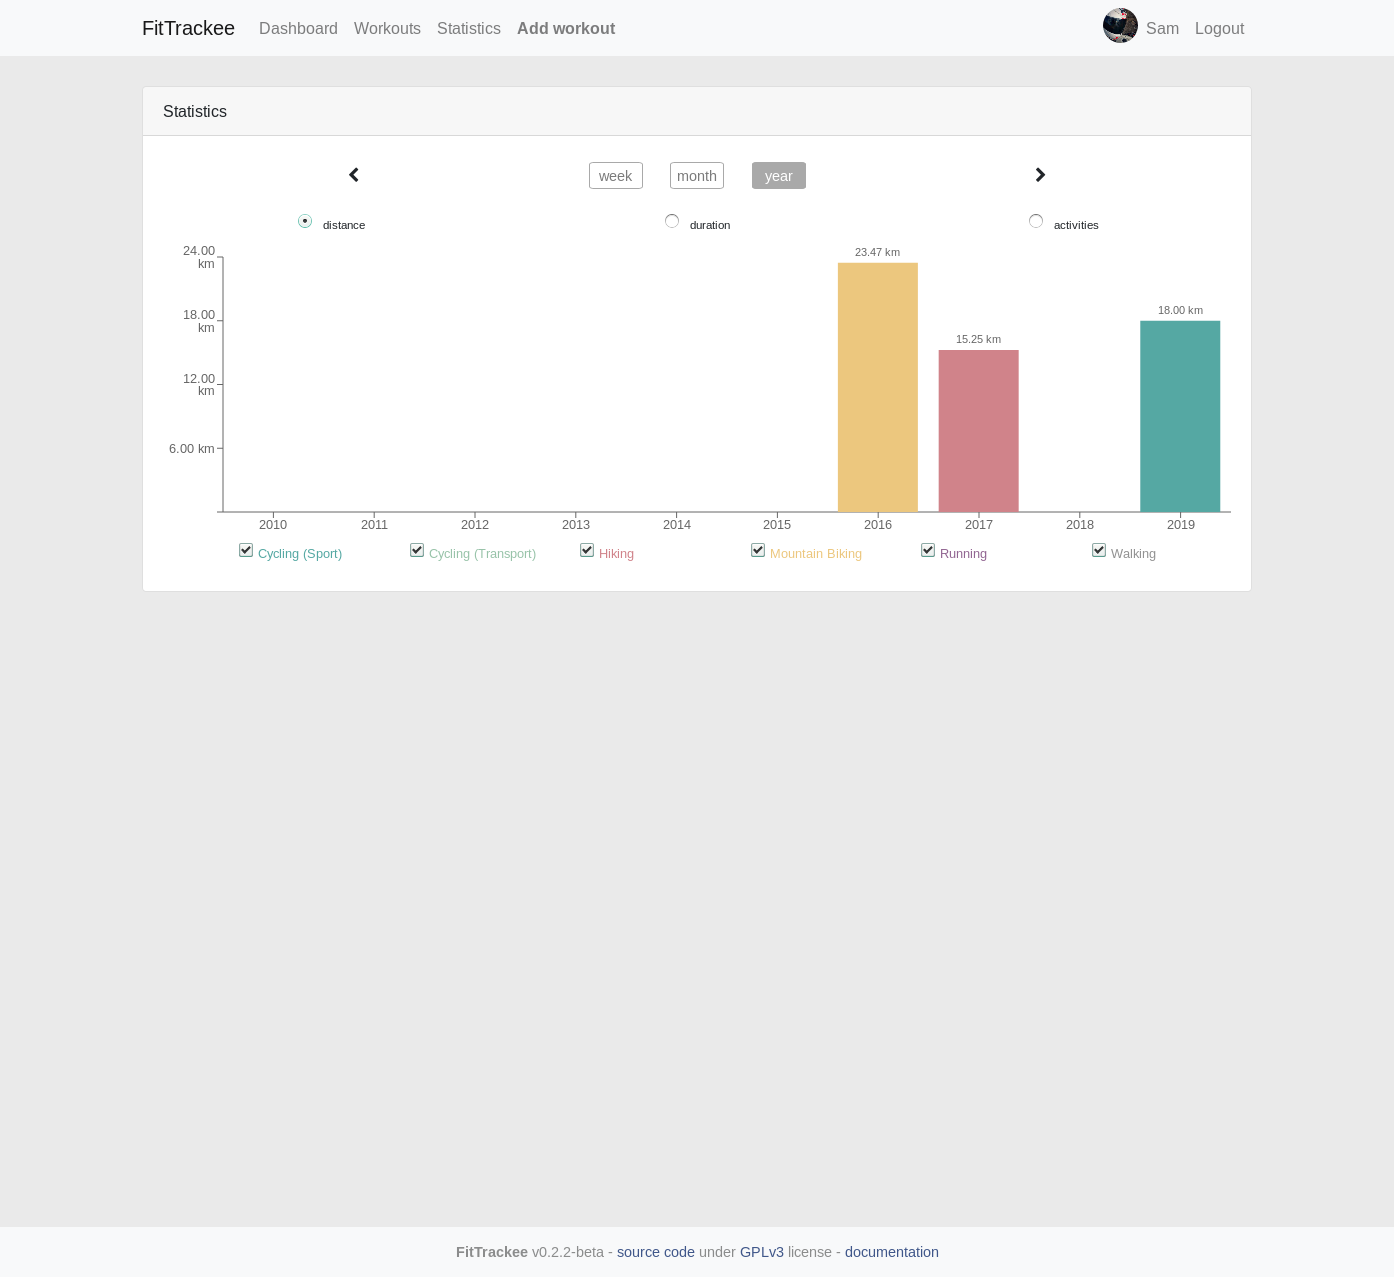 FitTrackee Dashboard Workouts Statistics Add workout Sam Logout
Statistics
week month year
distance duration activities
24.00 km
18.00 km
12.00 km
6.00 km
23.47 km
15.25 km
18.00 km
2010 2011 2012 2013 2014 2015 2016 2017 2018 2019
Cycling (Sport) Cycling (Transport) Hiking Mountain Biking Running Walking
FitTrackee v0.2.2-beta - source code under GPLv3 license - documentation